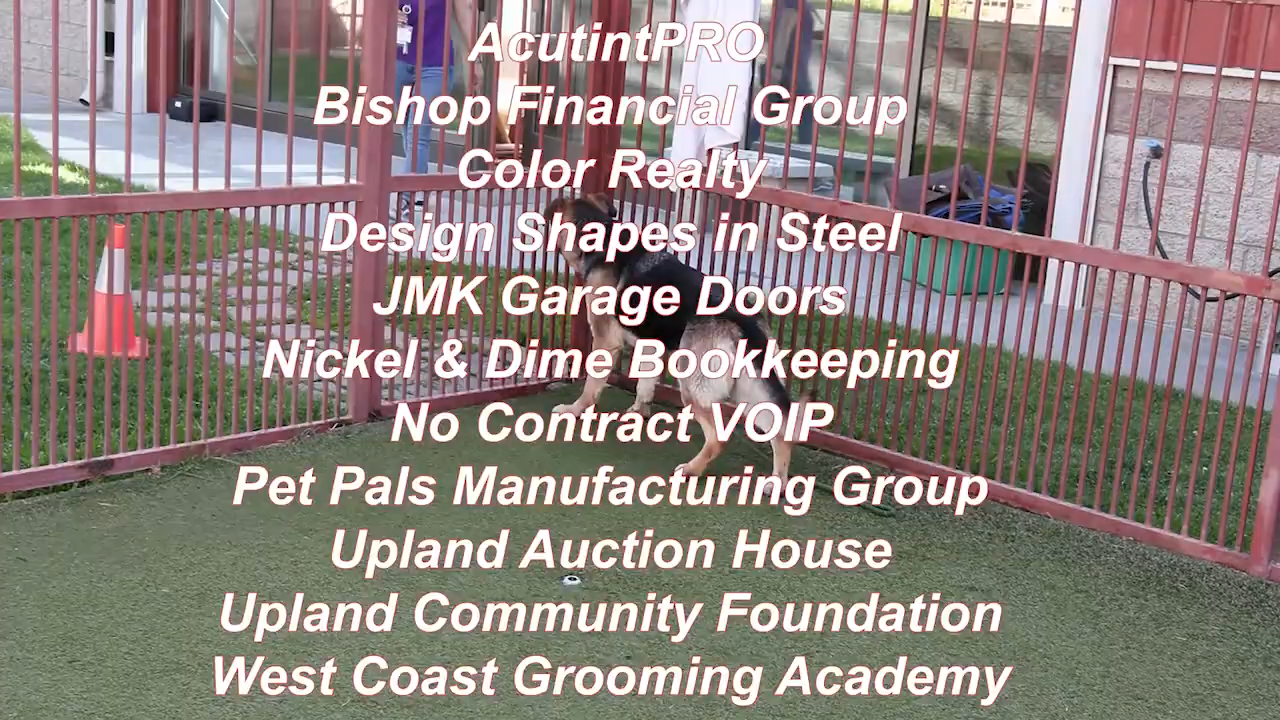 AcutintPRO
Bishop Financial Group
Color Realty
Design Shapes in Steel
JMK Garage Doors
Nickel & Dime Bookkeeping
No Contract VOIP
Pet Pals Manufacturing Group
Upland Auction House
Upland Community Foundation
West Coast Grooming Academy